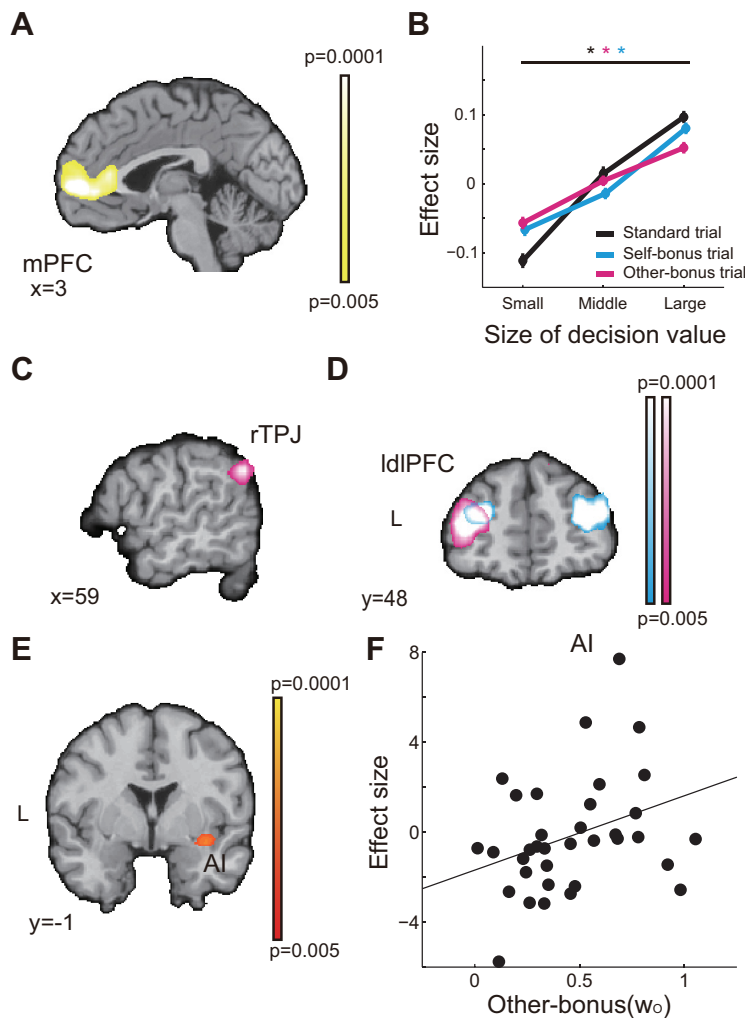 A
p=0.0001
mPFC
x=3
p=0.005
B
* * *
Effect size
0.1
0
−0.1
Standard trial
Self-bonus trial
Other-bonus trial
Small Middle Large
Size of decision value
C
rTPJ
x=59
D
p=0.0001
ldlPFC
L
y=48
p=0.005
E
p=0.0001
L
AI
y=-1
p=0.005
F
AI
Effect size
8
4
0
−4
0 0.5 1
Other-bonus(wo)